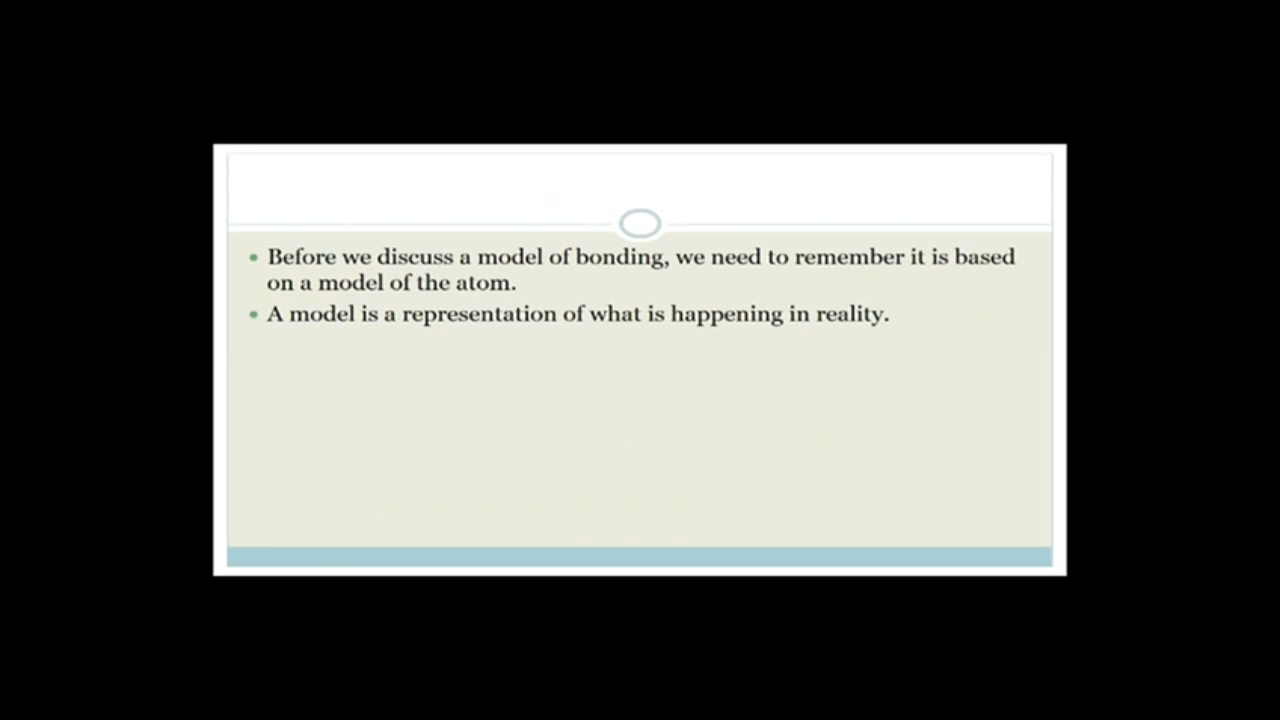 • Before we discuss a model of bonding, we need to remember it is based
on a model of the atom.
• A model is a representation of what is happening in reality.